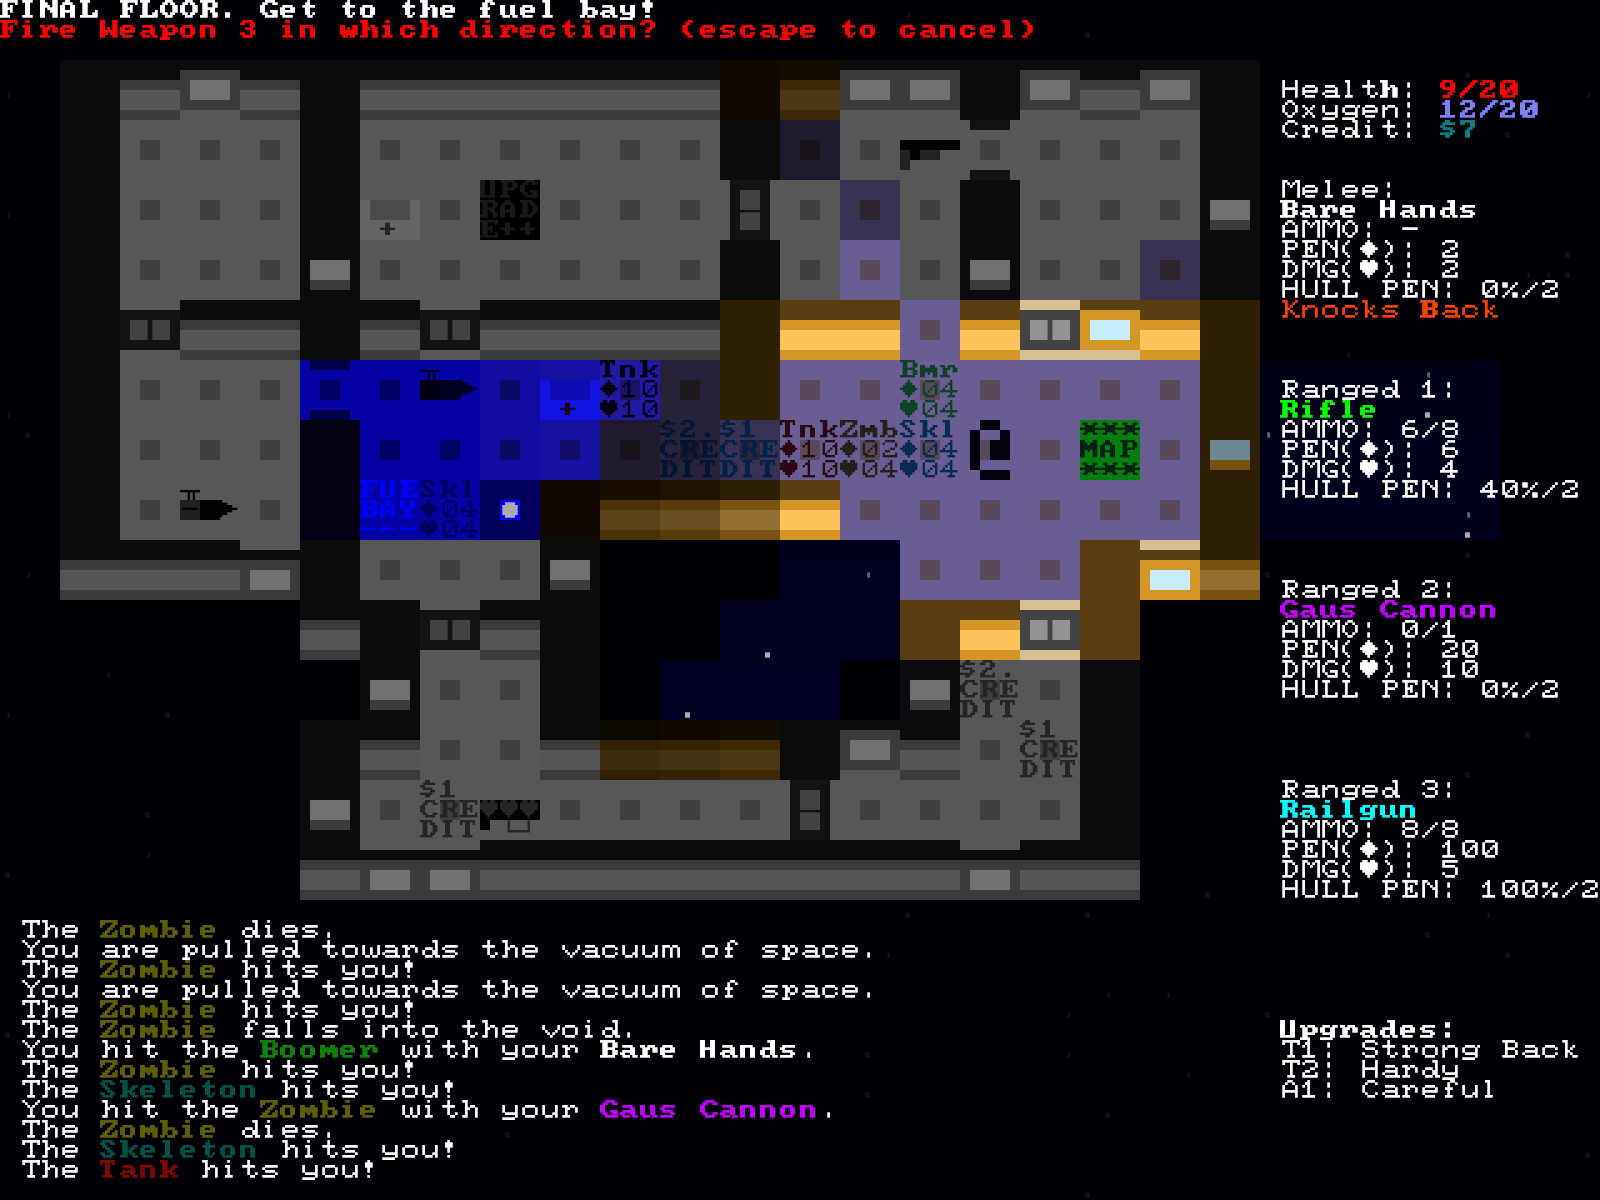 FINAL FLOOR. Get to the fuel bay!
Fire Weapon 3 in which direction? (escape to cancel)
Health: 9/20
Oxygen: 12/20
Credit: $7
Melee:
Bare Hands
AMMO: -
PEN(◆): 2
DMG(♥): 2
HULL PEN: 0%/2
Knocks Back
Ranged 1:
Rifle
AMMO: 6/8
PEN(◆): 6
DMG(♥): 4
HULL PEN: 40%/2
Ranged 2:
Gaus Cannon
AMMO: 0/1
PEN(◆): 20
DMG(♥): 10
HULL PEN: 0%/2
Ranged 3:
Railgun
AMMO: 8/8
PEN(◆): 100
DMG(♥): 5
HULL PEN: 100%/2
Upgrades:
T1: Strong Back
T2: Hardy
A1: Careful
UPG
RAD
E++
Tnk
◆10
♥10
Bmr
◆04
♥04
$2.
CRE
DIT
$1
CRE
DIT
Tnk
◆10
♥10
Zmb
◆02
♥04
Skl
◆04
♥04
***
MAP
***
FUE
BAY
---
Skl
◆04
♥04
$2.
CRE
DIT
$1
CRE
DIT
$1
CRE
DIT
The Zombie dies.
You are pulled towards the vacuum of space.
The Zombie hits you!
You are pulled towards the vacuum of space.
The Zombie hits you!
The Zombie falls into the void.
You hit the Boomer with your Bare Hands.
The Zombie hits you!
The Skeleton hits you!
You hit the Zombie with your Gaus Cannon.
The Zombie dies.
The Skeleton hits you!
The Tank hits you!